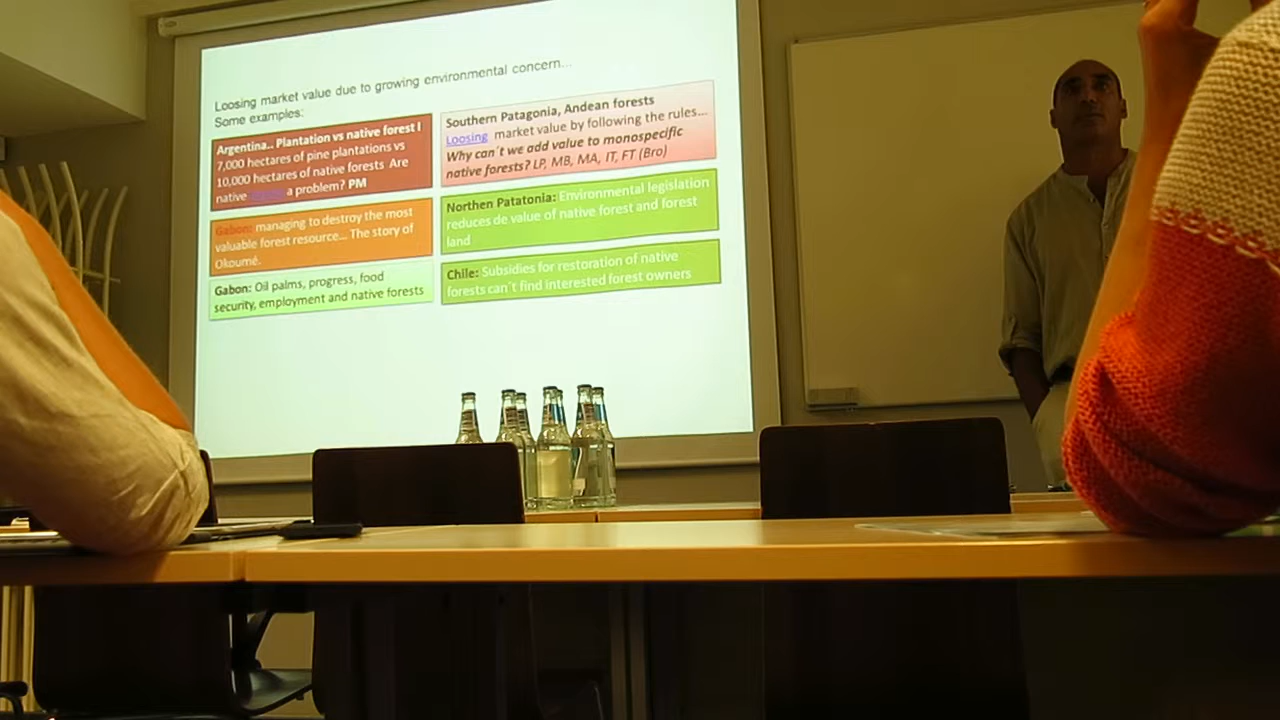 Loosing market value due to growing environmental concern...
Some examples:
Argentina.. Plantation vs native forest I
7,000 hectares of pine plantations vs
10,000 hectares of native forests Are
native a problem? PM
Gabon: managing to destroy the most
valuable forest resource... The story of
Okoumé.
Gabon: Oil palms, progress, food
security, employment and native forests
Southern Patagonia, Andean forests
Loosing market value by following the rules...
Why can´t we add value to monospecific
native forests? LP, MB, MA, IT, FT (Bro)
Northen Patatonia: Environmental legislation
reduces de value of native forest and forest
land
Chile: Subsidies for restoration of native
forests can´t find interested forest owners